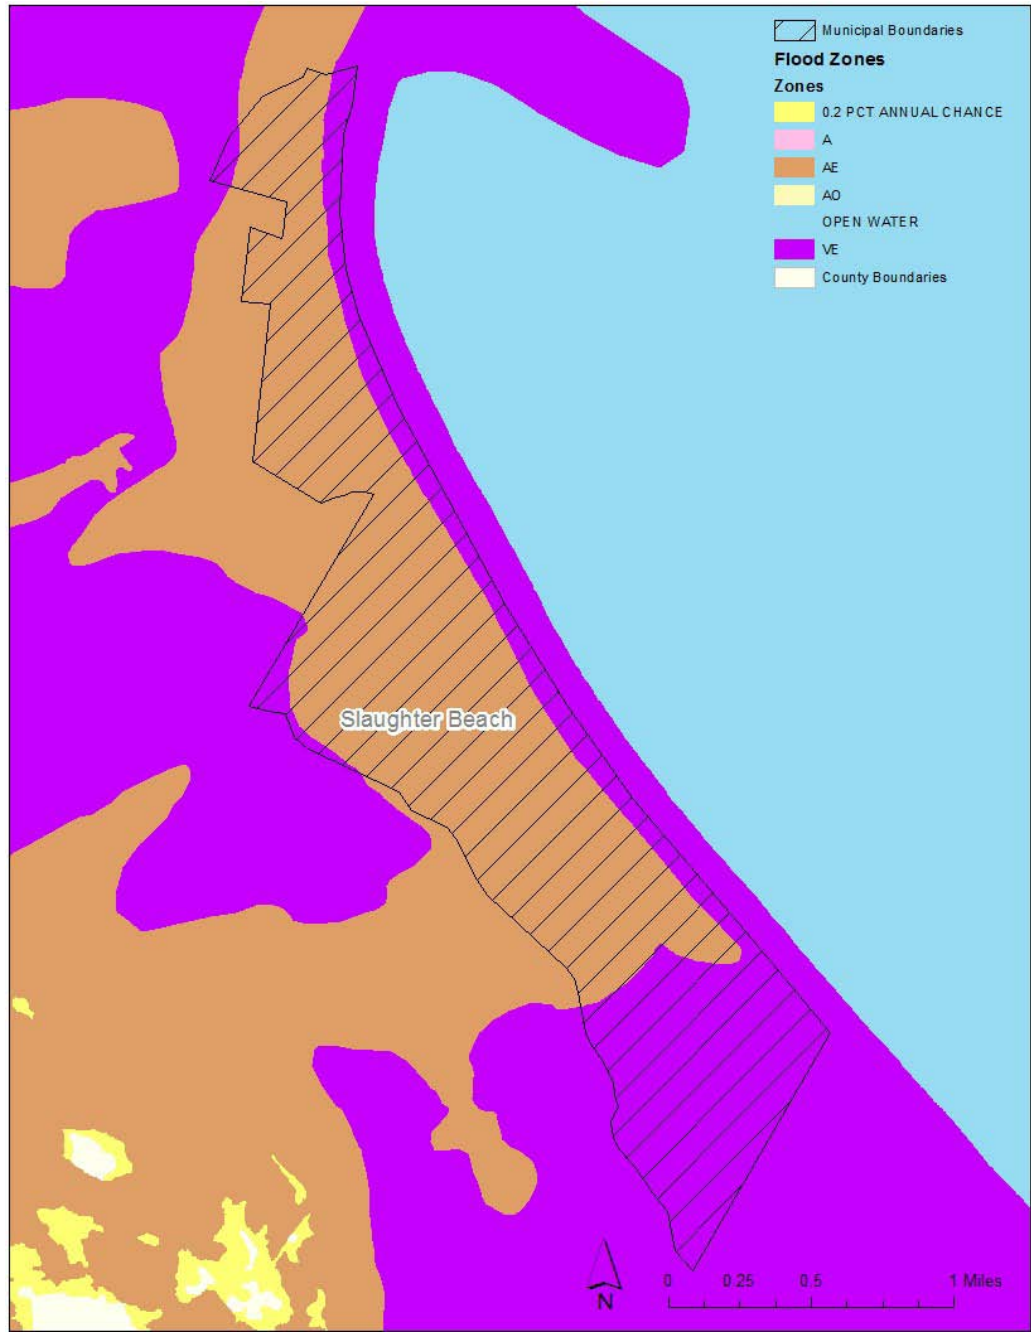 Municipal Boundaries
Flood Zones
Zones
0.2 PCT ANNUAL CHANCE
A
AE
AO
OPEN WATER
VE
County Boundaries
Slaughter Beach
N
0 0.25 0.5 1 Miles